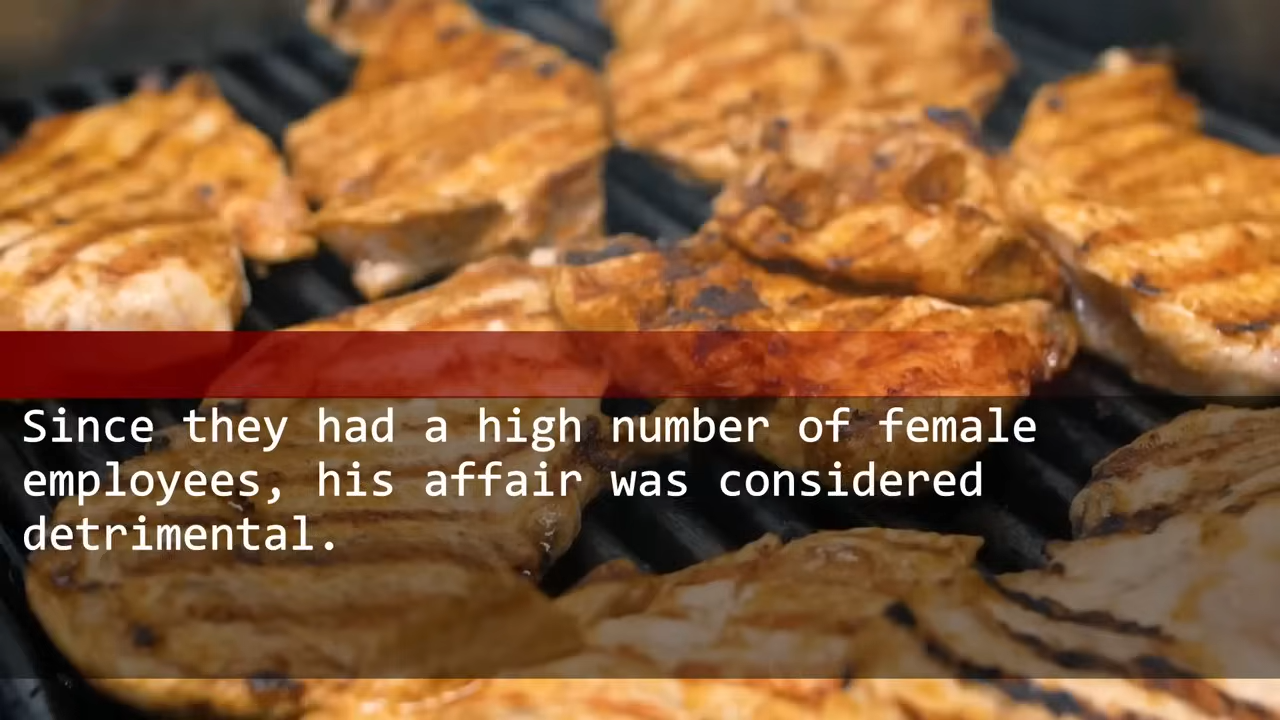 Since they had a high number of female
employees, his affair was considered
detrimental.